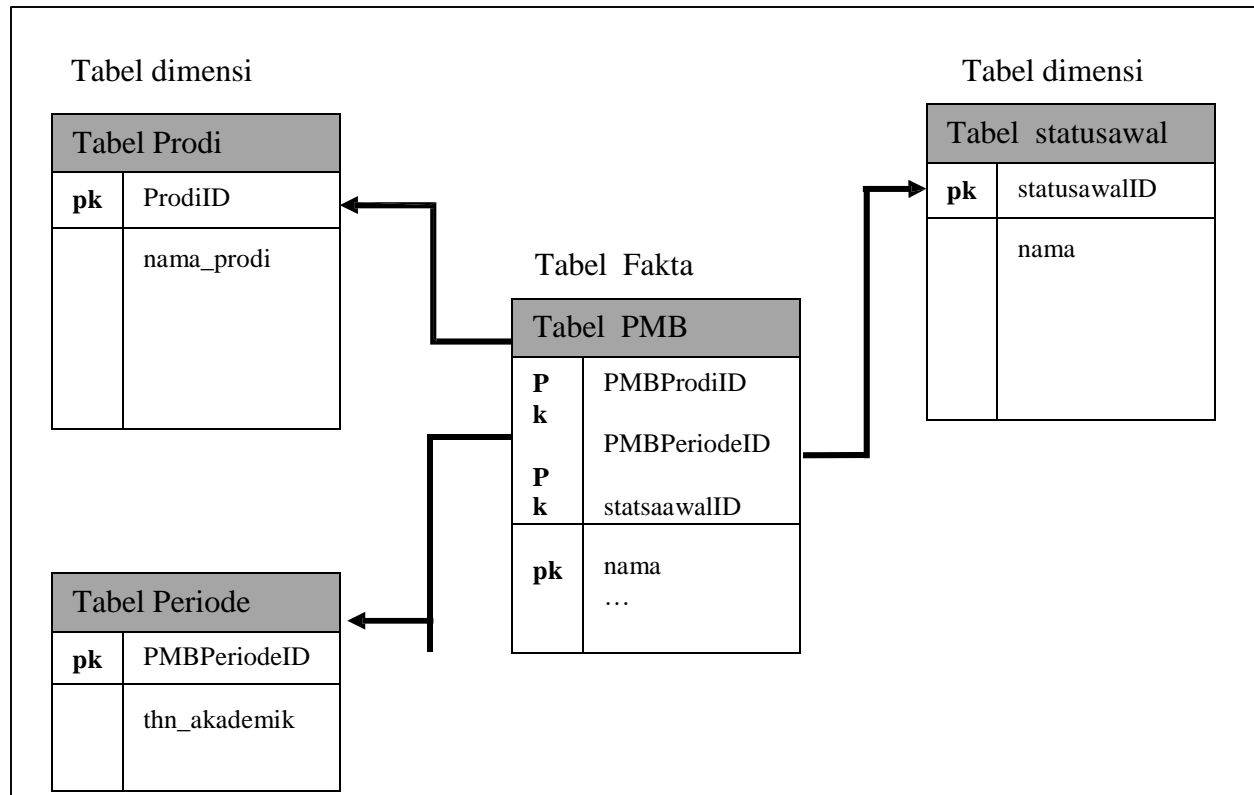 Tabel dimensi
Tabel Prodi
pk ProdiID
nama_prodi
Tabel dimensi
Tabel statusawal
pk statusawalID
nama
Tabel Fakta
Tabel PMB
P PMBProdiID
k
PMBPeriodeID
P
k statsaawalID
pk nama
…
Tabel Periode
pk PMBPeriodeID
thn_akademik